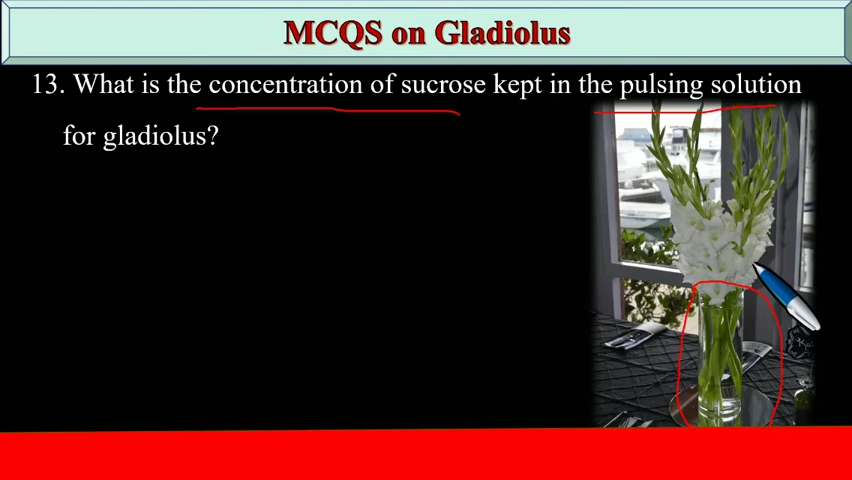 MCQS on Gladiolus
13. What is the concentration of sucrose kept in the pulsing solution
for gladiolus?